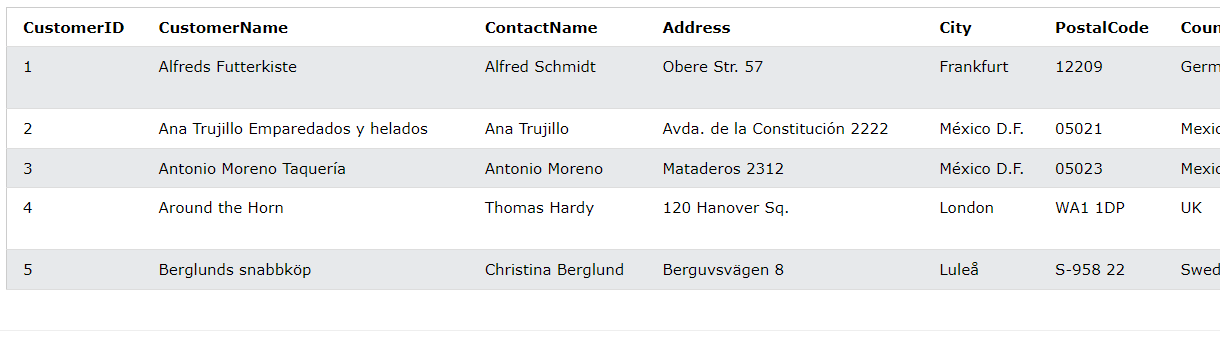 CustomerID CustomerName ContactName Address City PostalCode Coun
1 Alfreds Futterkiste Alfred Schmidt Obere Str. 57 Frankfurt 12209 Germ
2 Ana Trujillo Emparedados y helados Ana Trujillo Avda. de la Constitución 2222 México D.F. 05021 Mexic
3 Antonio Moreno Taquería Antonio Moreno Mataderos 2312 México D.F. 05023 Mexic
4 Around the Horn Thomas Hardy 120 Hanover Sq. London WA1 1DP UK
5 Berglunds snabbköp Christina Berglund Berguvsvägen 8 Luleå S-958 22 Swed